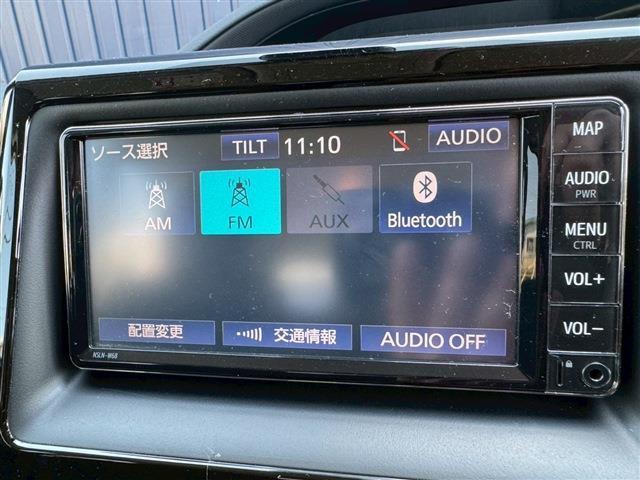 ソース選択 TILT 11:10 AUDIO
AM FM AUX Bluetooth
配置変更 交通情報 AUDIO OFF
NSLN-W68
MAP
AUDIO
PWR
MENU
CTRL
VOL+
VOL-